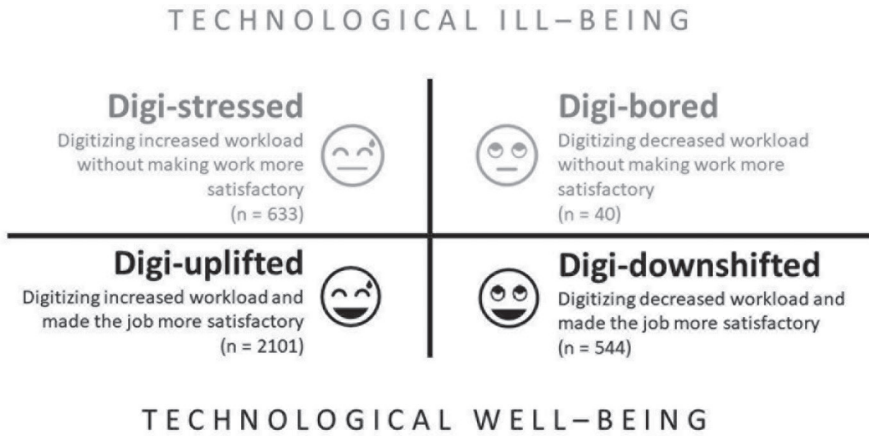 TECHNOLOGICAL ILL–BEING
Digi-stressed
Digitizing increased workload
without making work more
satisfactory
(n = 633)
Digi-bored
Digitizing decreased workload
without making work more
satisfactory
(n = 40)
Digi-uplifted
Digitizing increased workload and
made the job more satisfactory
(n = 2101)
Digi-downshifted
Digitizing decreased workload and
made the job more satisfactory
(n = 544)
TECHNOLOGICAL WELL–BEING